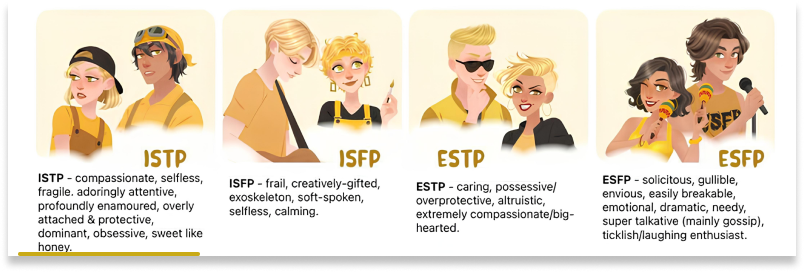 ISTP
ISTP - compassionate, selfless,
fragile. adoringly attentive,
profoundly enamoured, overly
attached & protective,
dominant, obsessive, sweet like
honey.
ISFP
ISFP - frail, creatively-gifted,
exoskeleton, soft-spoken,
selfless, calming.
ESTP
ESTP - caring, possessive/
overprotective, altruistic,
extremely compassionate/big-
hearted.
ESFP
ESFP - solicitous, gullible,
envious, easily breakable,
emotional, dramatic, needy,
super talkative (mainly gossip),
ticklish/laughing enthusiast.